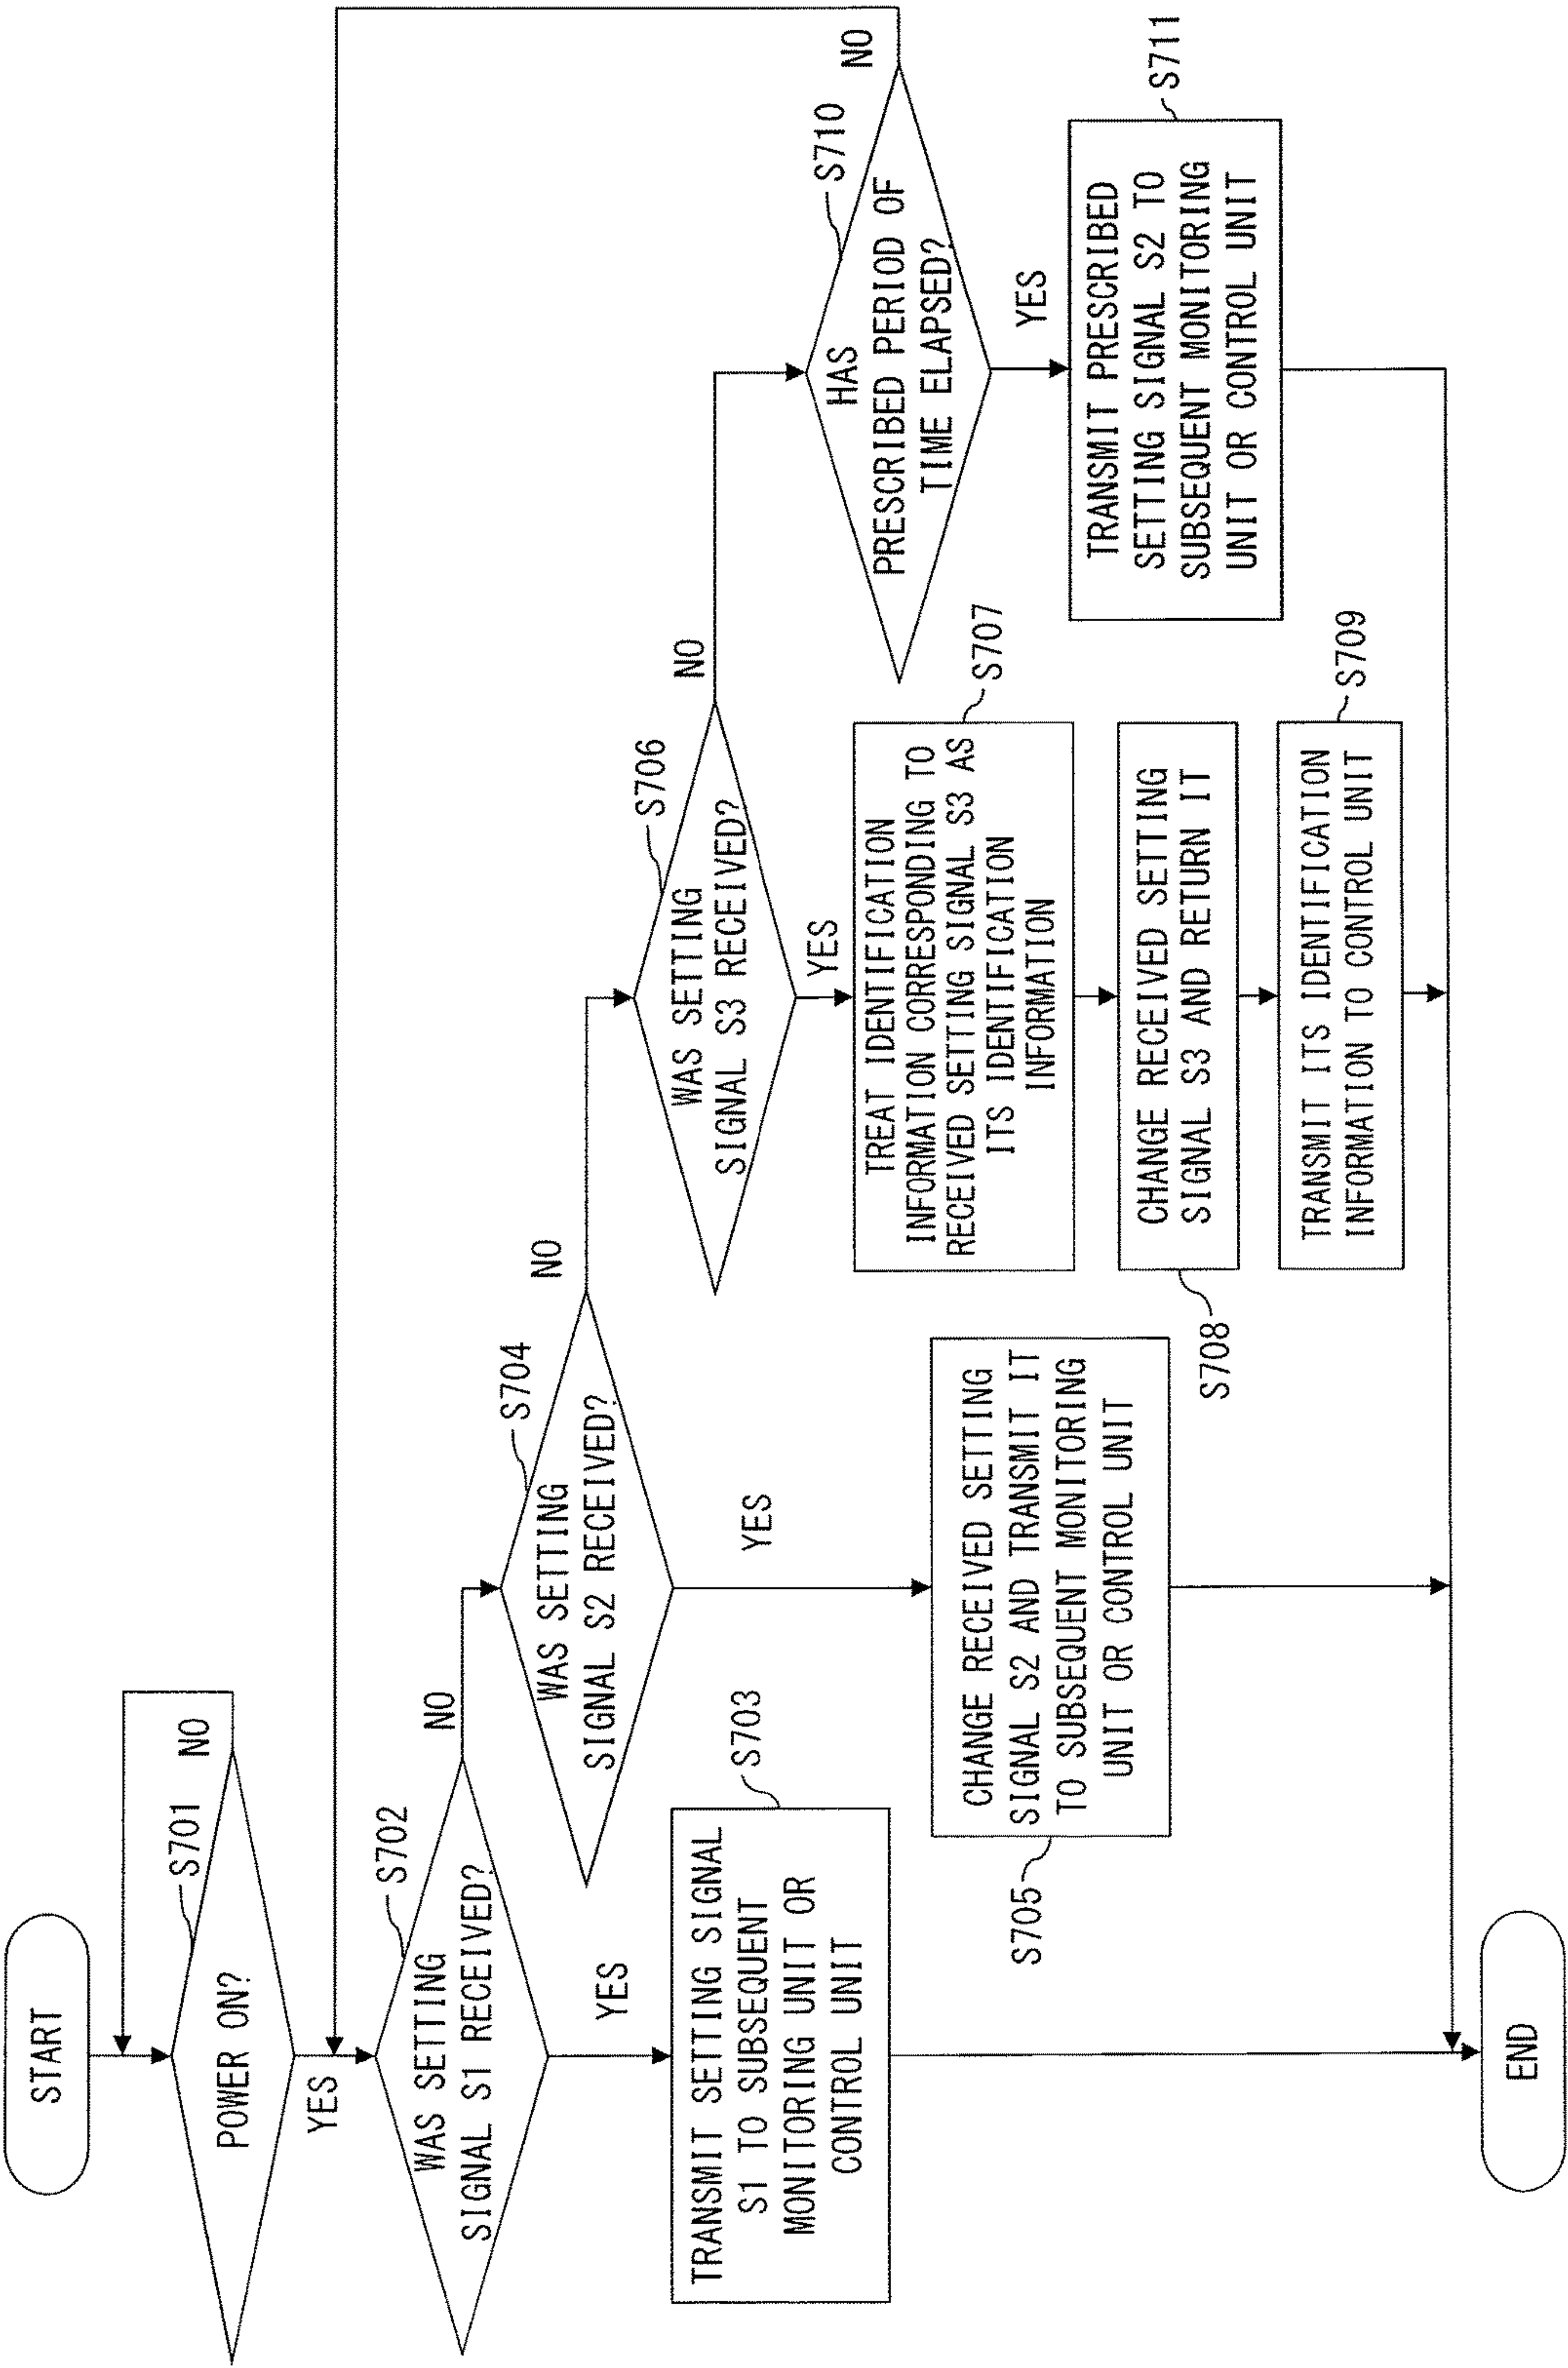 START
S701
POWER ON?
NO
YES
S702
WAS SETTING
SIGNAL S1 RECEIVED?
NO
YES
S703
TRANSMIT SETTING SIGNAL
S1 TO SUBSEQUENT
MONITORING UNIT OR
CONTROL UNIT
S704
WAS SETTING
SIGNAL S2 RECEIVED?
NO
YES
S705
CHANGE RECEIVED SETTING
SIGNAL S2 AND TRANSMIT IT
TO SUBSEQUENT MONITORING
UNIT OR CONTROL UNIT
S706
WAS SETTING
SIGNAL S3 RECEIVED?
NO
YES
S707
TREAT IDENTIFICATION
INFORMATION CORRESPONDING TO
RECEIVED SETTING SIGNAL S3 AS
ITS IDENTIFICATION
INFORMATION
S708
CHANGE RECEIVED SETTING
SIGNAL S3 AND RETURN IT
S709
TRANSMIT ITS IDENTIFICATION
INFORMATION TO CONTROL UNIT
S710
HAS
PRESCRIBED PERIOD OF
TIME ELAPSED?
NO
YES
S711
TRANSMIT PRESCRIBED
SETTING SIGNAL S2 TO
SUBSEQUENT MONITORING
UNIT OR CONTROL UNIT
END